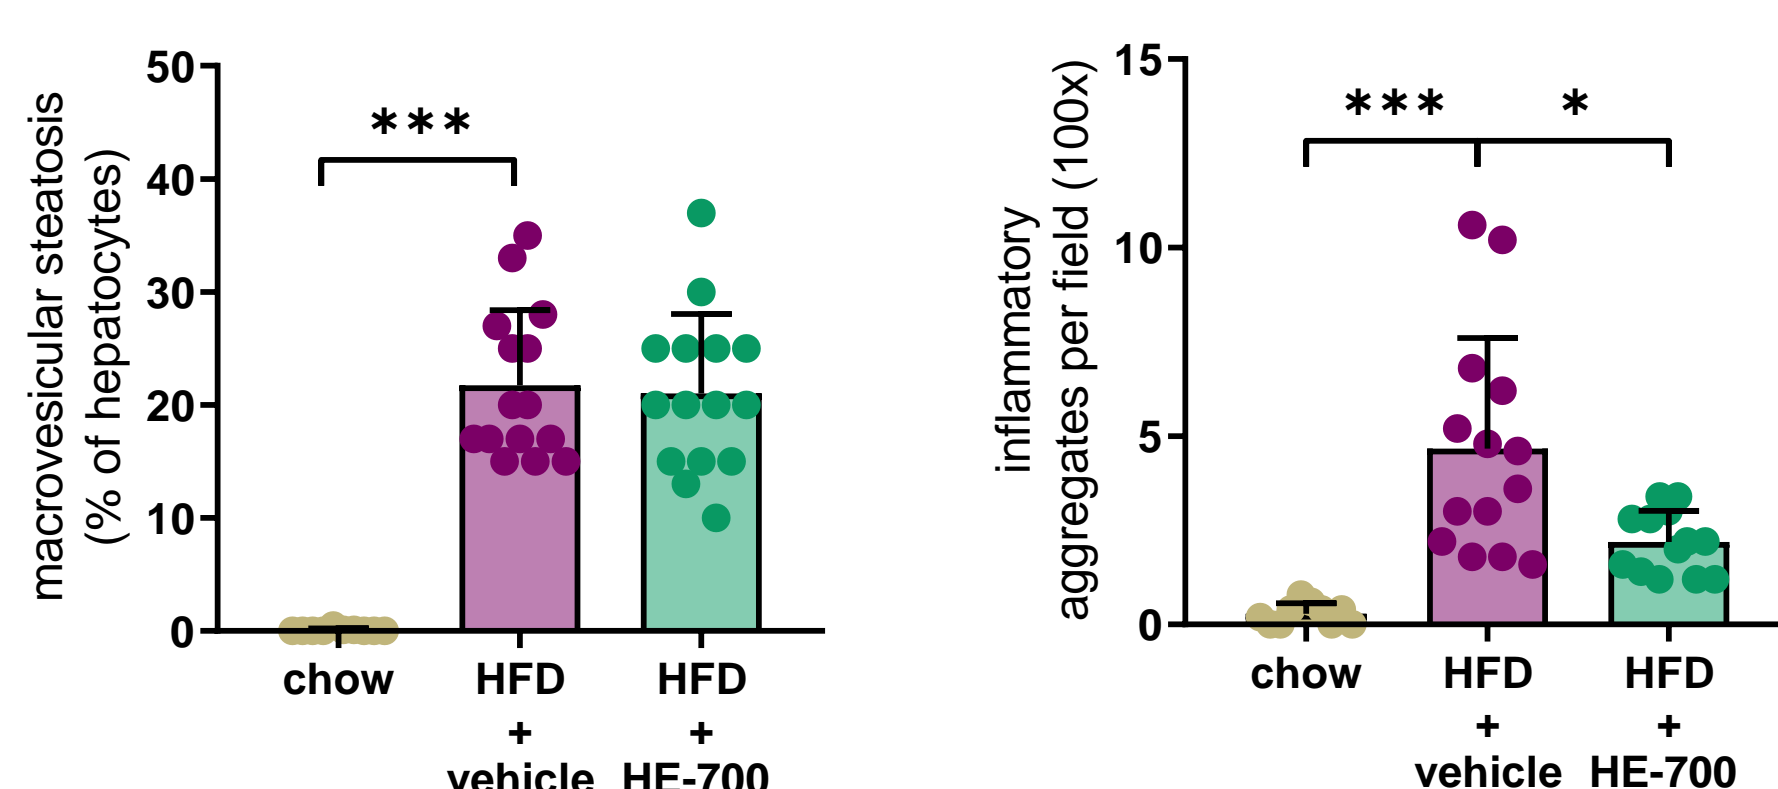 macrovesicular steatosis
(% of hepatocytes)
50
40
30
20
10
0
***
chow
HFD
+
vehicle
HFD
+
HE-700
inflammatory
aggregates per field (100x)
15
10
5
0
***
*
chow
HFD
+
vehicle
HFD
+
HE-700